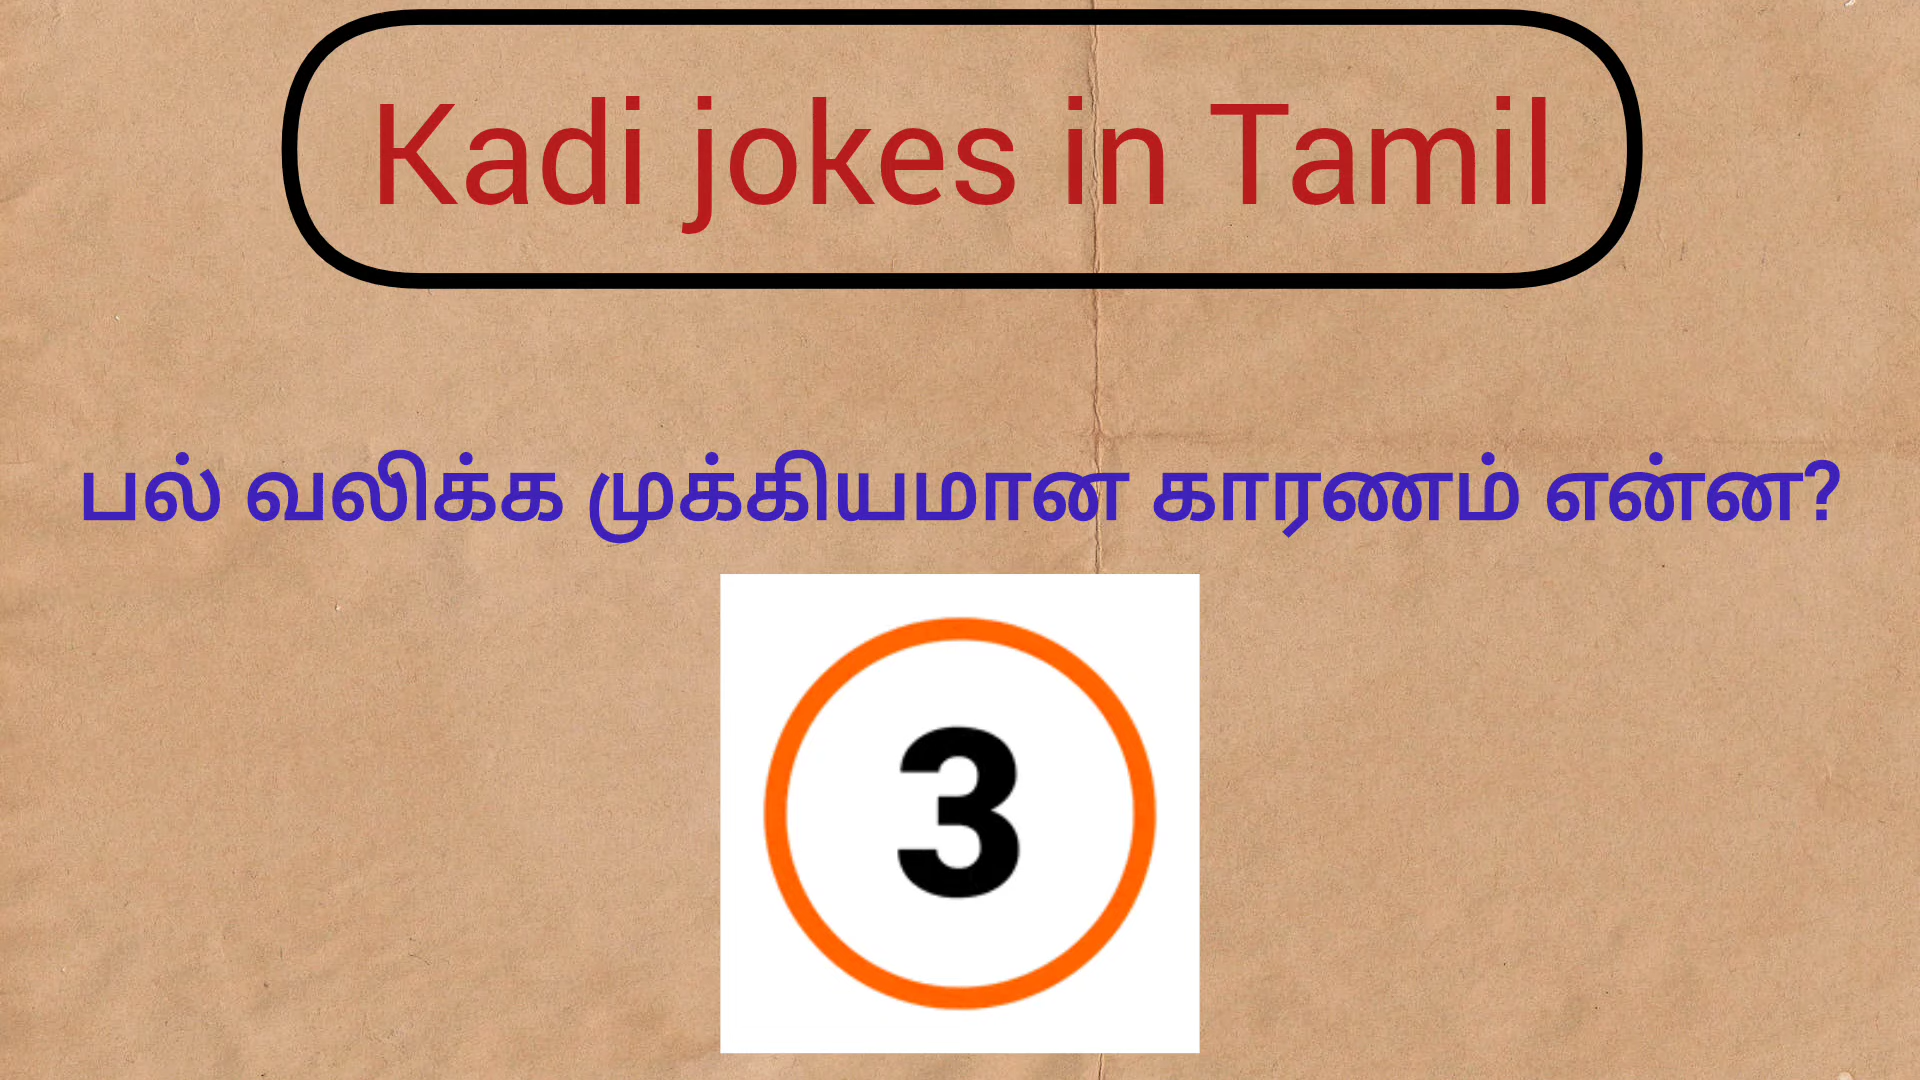 Kadi jokes in Tamil
பல் வலிக்க முக்கியமான காரணம் என்ன?
3